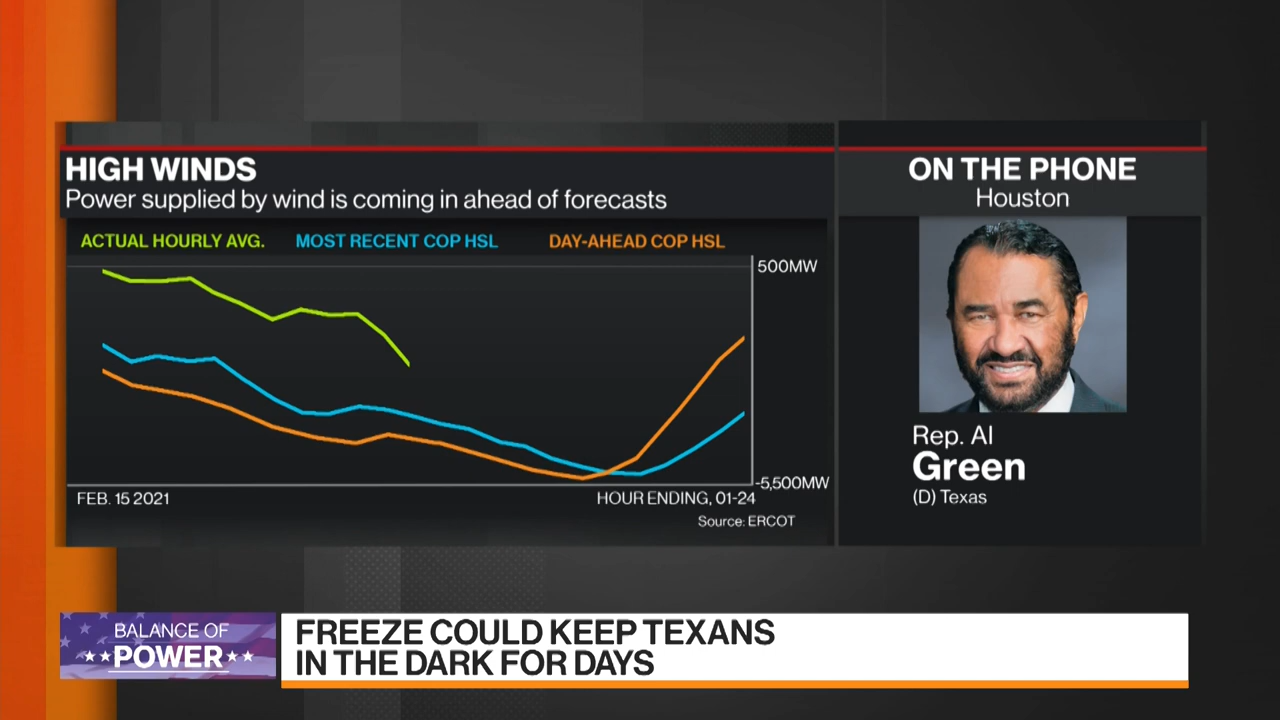 HIGH WINDS
Power supplied by wind is coming in ahead of forecasts
ACTUAL HOURLY AVG. MOST RECENT COP HSL DAY-AHEAD COP HSL
500MW
-5,500MW
FEB. 15 2021 HOUR ENDING, 01-24
Source: ERCOT
ON THE PHONE
Houston
Rep. Al
Green
(D) Texas
BALANCE OF
POWER
FREEZE COULD KEEP TEXANS
IN THE DARK FOR DAYS